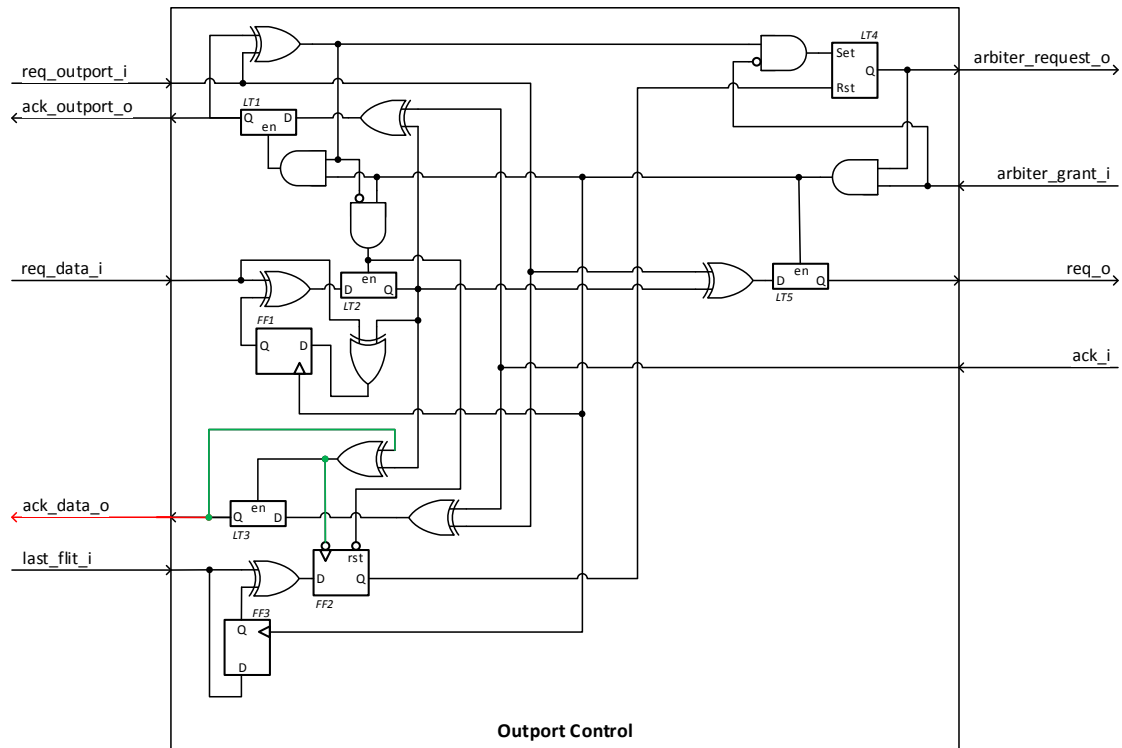 LT4
req_outport_i
Set
Q
arbiter_request_o
Rst
LT1
ack_outport_o
Q
D
en
arbiter_grant_i
req_data_i
en
D
Q
LT2
en
D
Q
LT5
req_o
FF1
Q
D
ack_i
ack_data_o
en
Q
D
LT3
last_flit_i
rst
D
Q
FF2
FF3
Q
D
Outport Control